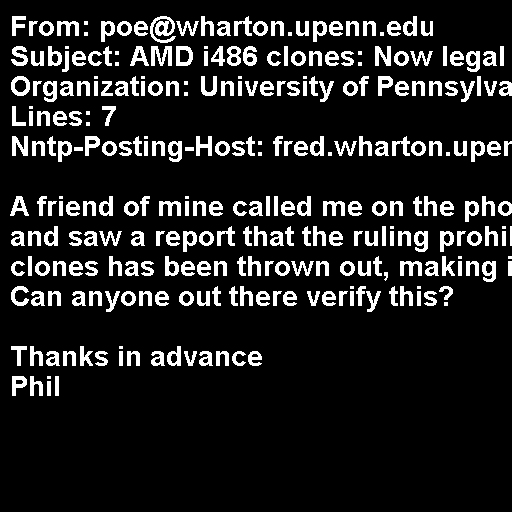 From: poe@wharton.upenn.edu
Subject: AMD i486 clones: Now legal
Organization: University of Pennsylva
Lines: 7
Nntp-Posting-Host: fred.wharton.upen

A friend of mine called me on the pho
and saw a report that the ruling prohi
clones has been thrown out, making i
Can anyone out there verify this?

Thanks in advance
Phil